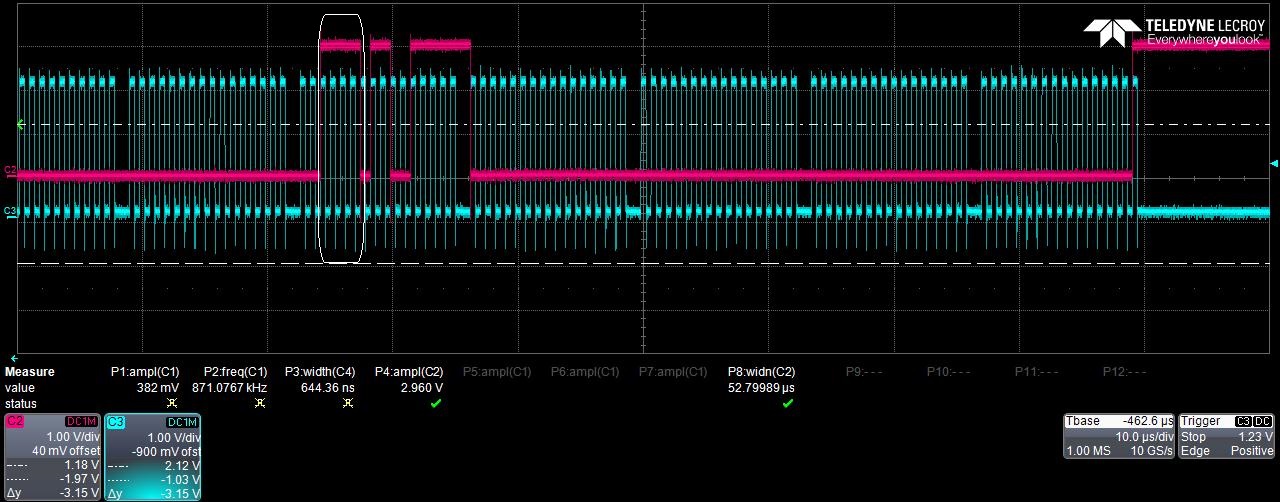 TELEDYNE LECROY
Everywhereyoulook™
C2
C3
Measure P1:ampl(C1) P2:freq(C1) P3:width(C4) P4:ampl(C2) P5:ampl(C1) P6:ampl(C1) P7:ampl(C1) P8:widn(C2) P9:--- P10:--- P11:--- P12:---
value 382 mV 871.0767 kHz 644.36 ns 2.960 V 52.79989 µs
status
C2 DC1M
1.00 V/div
40 mV offset
1.18 V
-1.97 V
Δy -3.15 V
C3 DC1M
1.00 V/div
-900 mV ofst
2.12 V
-1.03 V
Δy -3.15 V
Tbase -462.6 µs
10.0 µs/div
1.00 MS 10 GS/s
Trigger C3 DC
Stop 1.23 V
Edge Positive